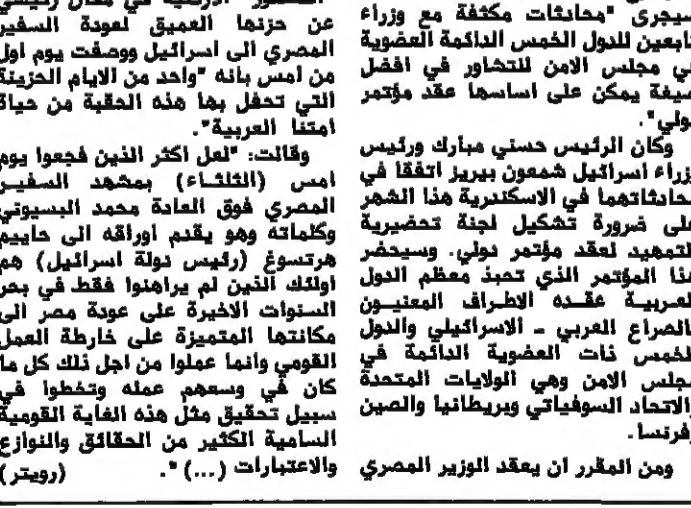 سيجرى "محادثات مكثفة مع وزراء
تابعين للدول الخمس الدائمة العضوية
في مجلس الامن للتشاور في افضل
صيغة يمكن على اساسها عقد مؤتمر
دولي".
وكان الرئيس حسني مبارك ورئيس
وزراء اسرائيل شمعون بيريز اتفقا في
محادثاتهما في الاسكندرية هذا الشهر
على ضرورة تشكيل لجنة تحضيرية
للتمهيد لعقد مؤتمر دولي. وسيحضر
هذا المؤتمر الذي تحبذ معظم الدول
العربية عقده الاطراف المعنيون
بالصراع العربي - الاسرائيلي والدول
الخمس ذات العضوية الدائمة في
مجلس الامن وهي الولايات المتحدة
والاتحاد السوفياتي وبريطانيا والصين
وفرنسا.
ومن المقرر ان يعقد الوزير المصري
في مقال رئيسي
عن حزنها العميق لعودة السفير
المصري الى اسرائيل ووصفت يوم اول
من امس بانه "واحد من الايام الحزينة
التي تحفل بها هذه الحقبة من حياة
امتنا العربية".
وقالت: "لعل اكثر الذين فجعوا يوم
امس (الثلثاء) بمشهد السفير
المصري فوق العادة محمد البسيوني
وكلماته وهو يقدم اوراقه الى حاييم
هرتسوغ (رئيس دولة اسرائيل) هم
اولئك الذين لم يراهنوا فقط في بحر
السنوات الاخيرة على عودة مصر الى
مكانتها المتميزة على خارطة العمل
القومي وانما عملوا من اجل ذلك كل ما
كان في وسعهم عمله وتخطوا في
سبيل تحقيق مثل هذه الغاية القومية
السامية الكثير من الحقائق والنوازع
والاعتبارات (...) ". (رويتر)